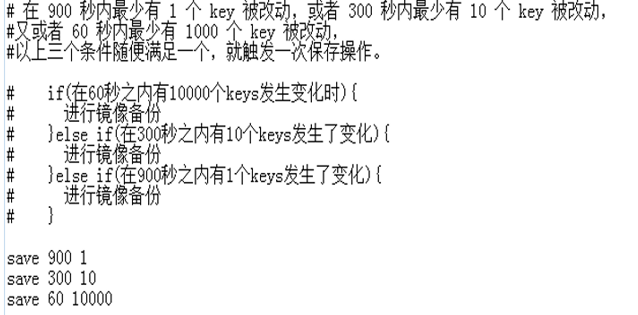 # 在 900 秒内最少有 1 个 key 被改动，或者 300 秒内最少有 10 个 key 被改动，
#又或者 60 秒内最少有 1000 个 key 被改动，
#以上三个条件随便满足一个，就触发一次保存操作。
#    if(在60秒之内有10000个keys发生变化时){
#      进行镜像备份
#    }else if(在300秒之内有10个keys发生了变化){
#      进行镜像备份
#    }else if(在900秒之内有1个keys发生了变化){
#      进行镜像备份
#    }
save 900 1
save 300 10
save 60 10000